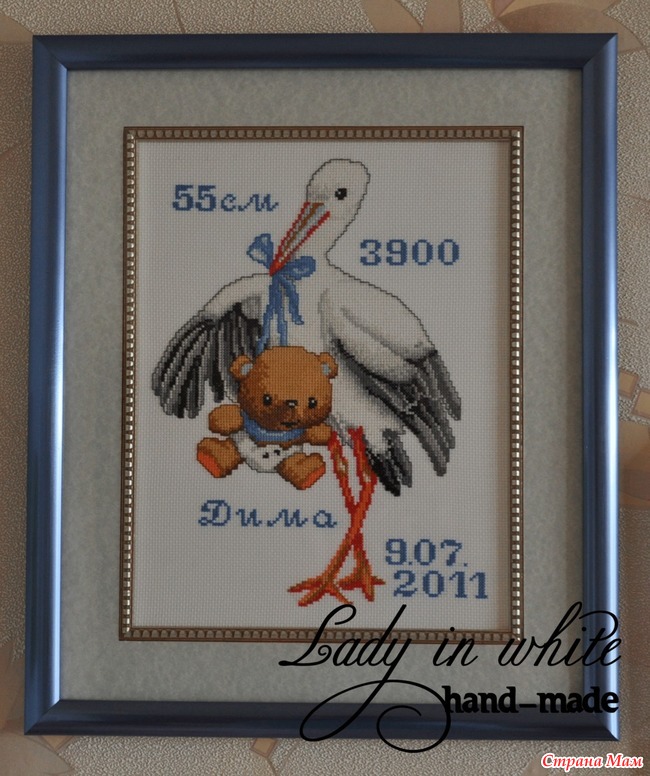 55см
3900
Дима
9.07.
2011
Lady in white
hand-made
Страна Мам